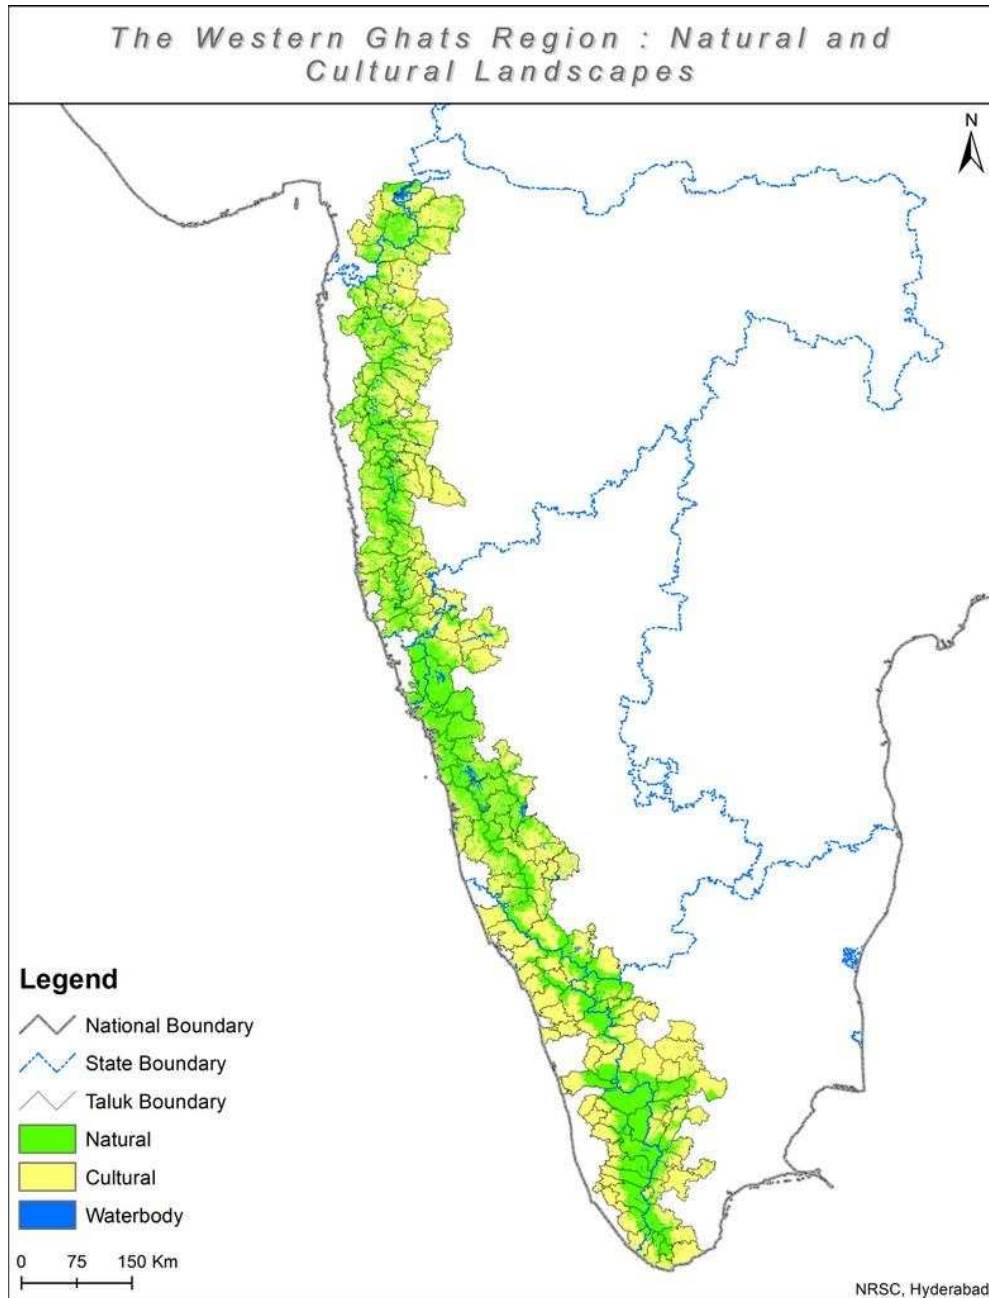 The Western Ghats Region : Natural and
Cultural Landscapes
N
Legend
National Boundary
State Boundary
Taluk Boundary
Natural
Cultural
Waterbody
0 75 150 Km
NRSC, Hyderabad